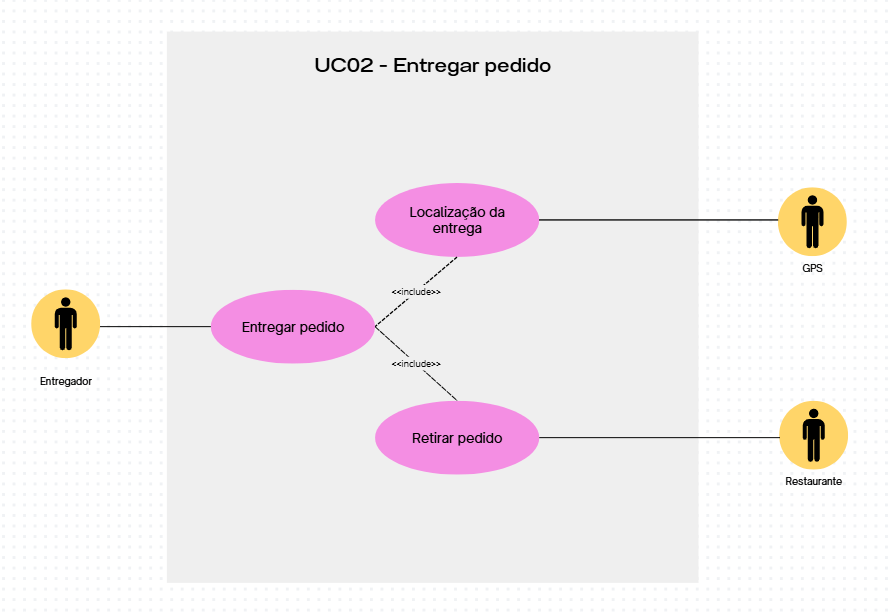 UC02 - Entregar pedido
Localização da
entrega
GPS
<<include>>
Entregar pedido
Entregador
<<include>>
Retirar pedido
Restaurante